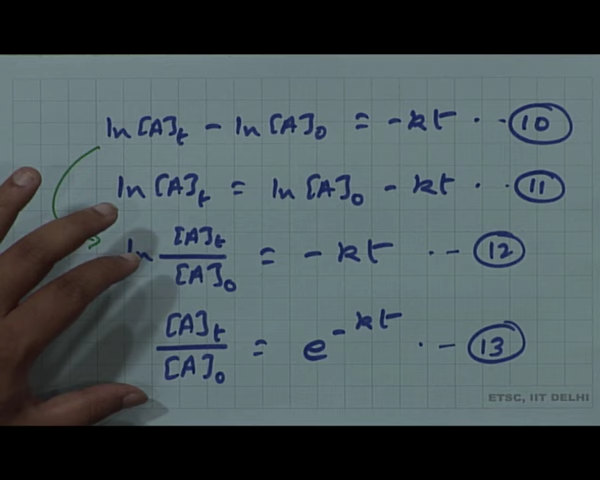 ln [A]t - ln [A]0 = -kt · - 10
ln [A]t = ln [A]0 - kt · · 11
ln [A]t / [A]0 = - kt · - 12
[A]t / [A]0 = e^-kt · - 13
ETSC, IIT DELHI